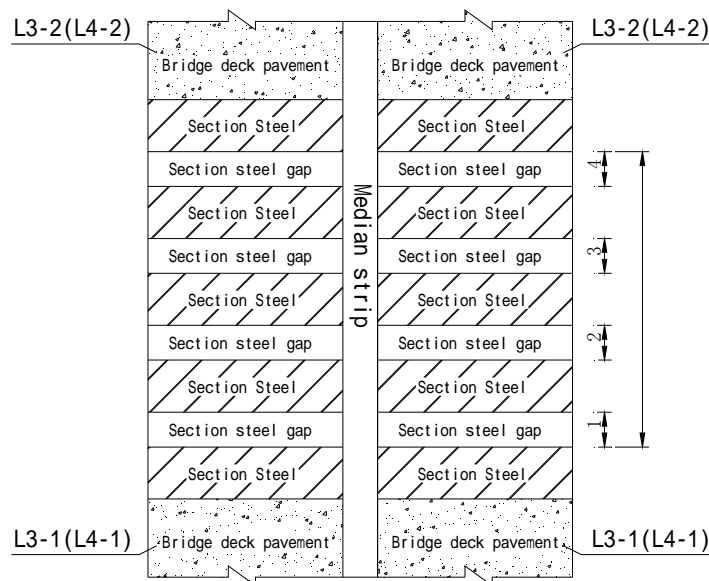 L3-2(L4-2) L3-2(L4-2)
Bridge deck pavement Bridge deck pavement
Section Steel Section Steel
Section steel gap Section steel gap 4
Section Steel Section Steel
Section steel gap Section steel gap 3
Median strip
Section Steel Section Steel
Section steel gap Section steel gap 2
Section Steel Section Steel
Section steel gap Section steel gap 1
Section Steel Section Steel
L3-1(L4-1) Bridge deck pavement Bridge deck pavement L3-1(L4-1)